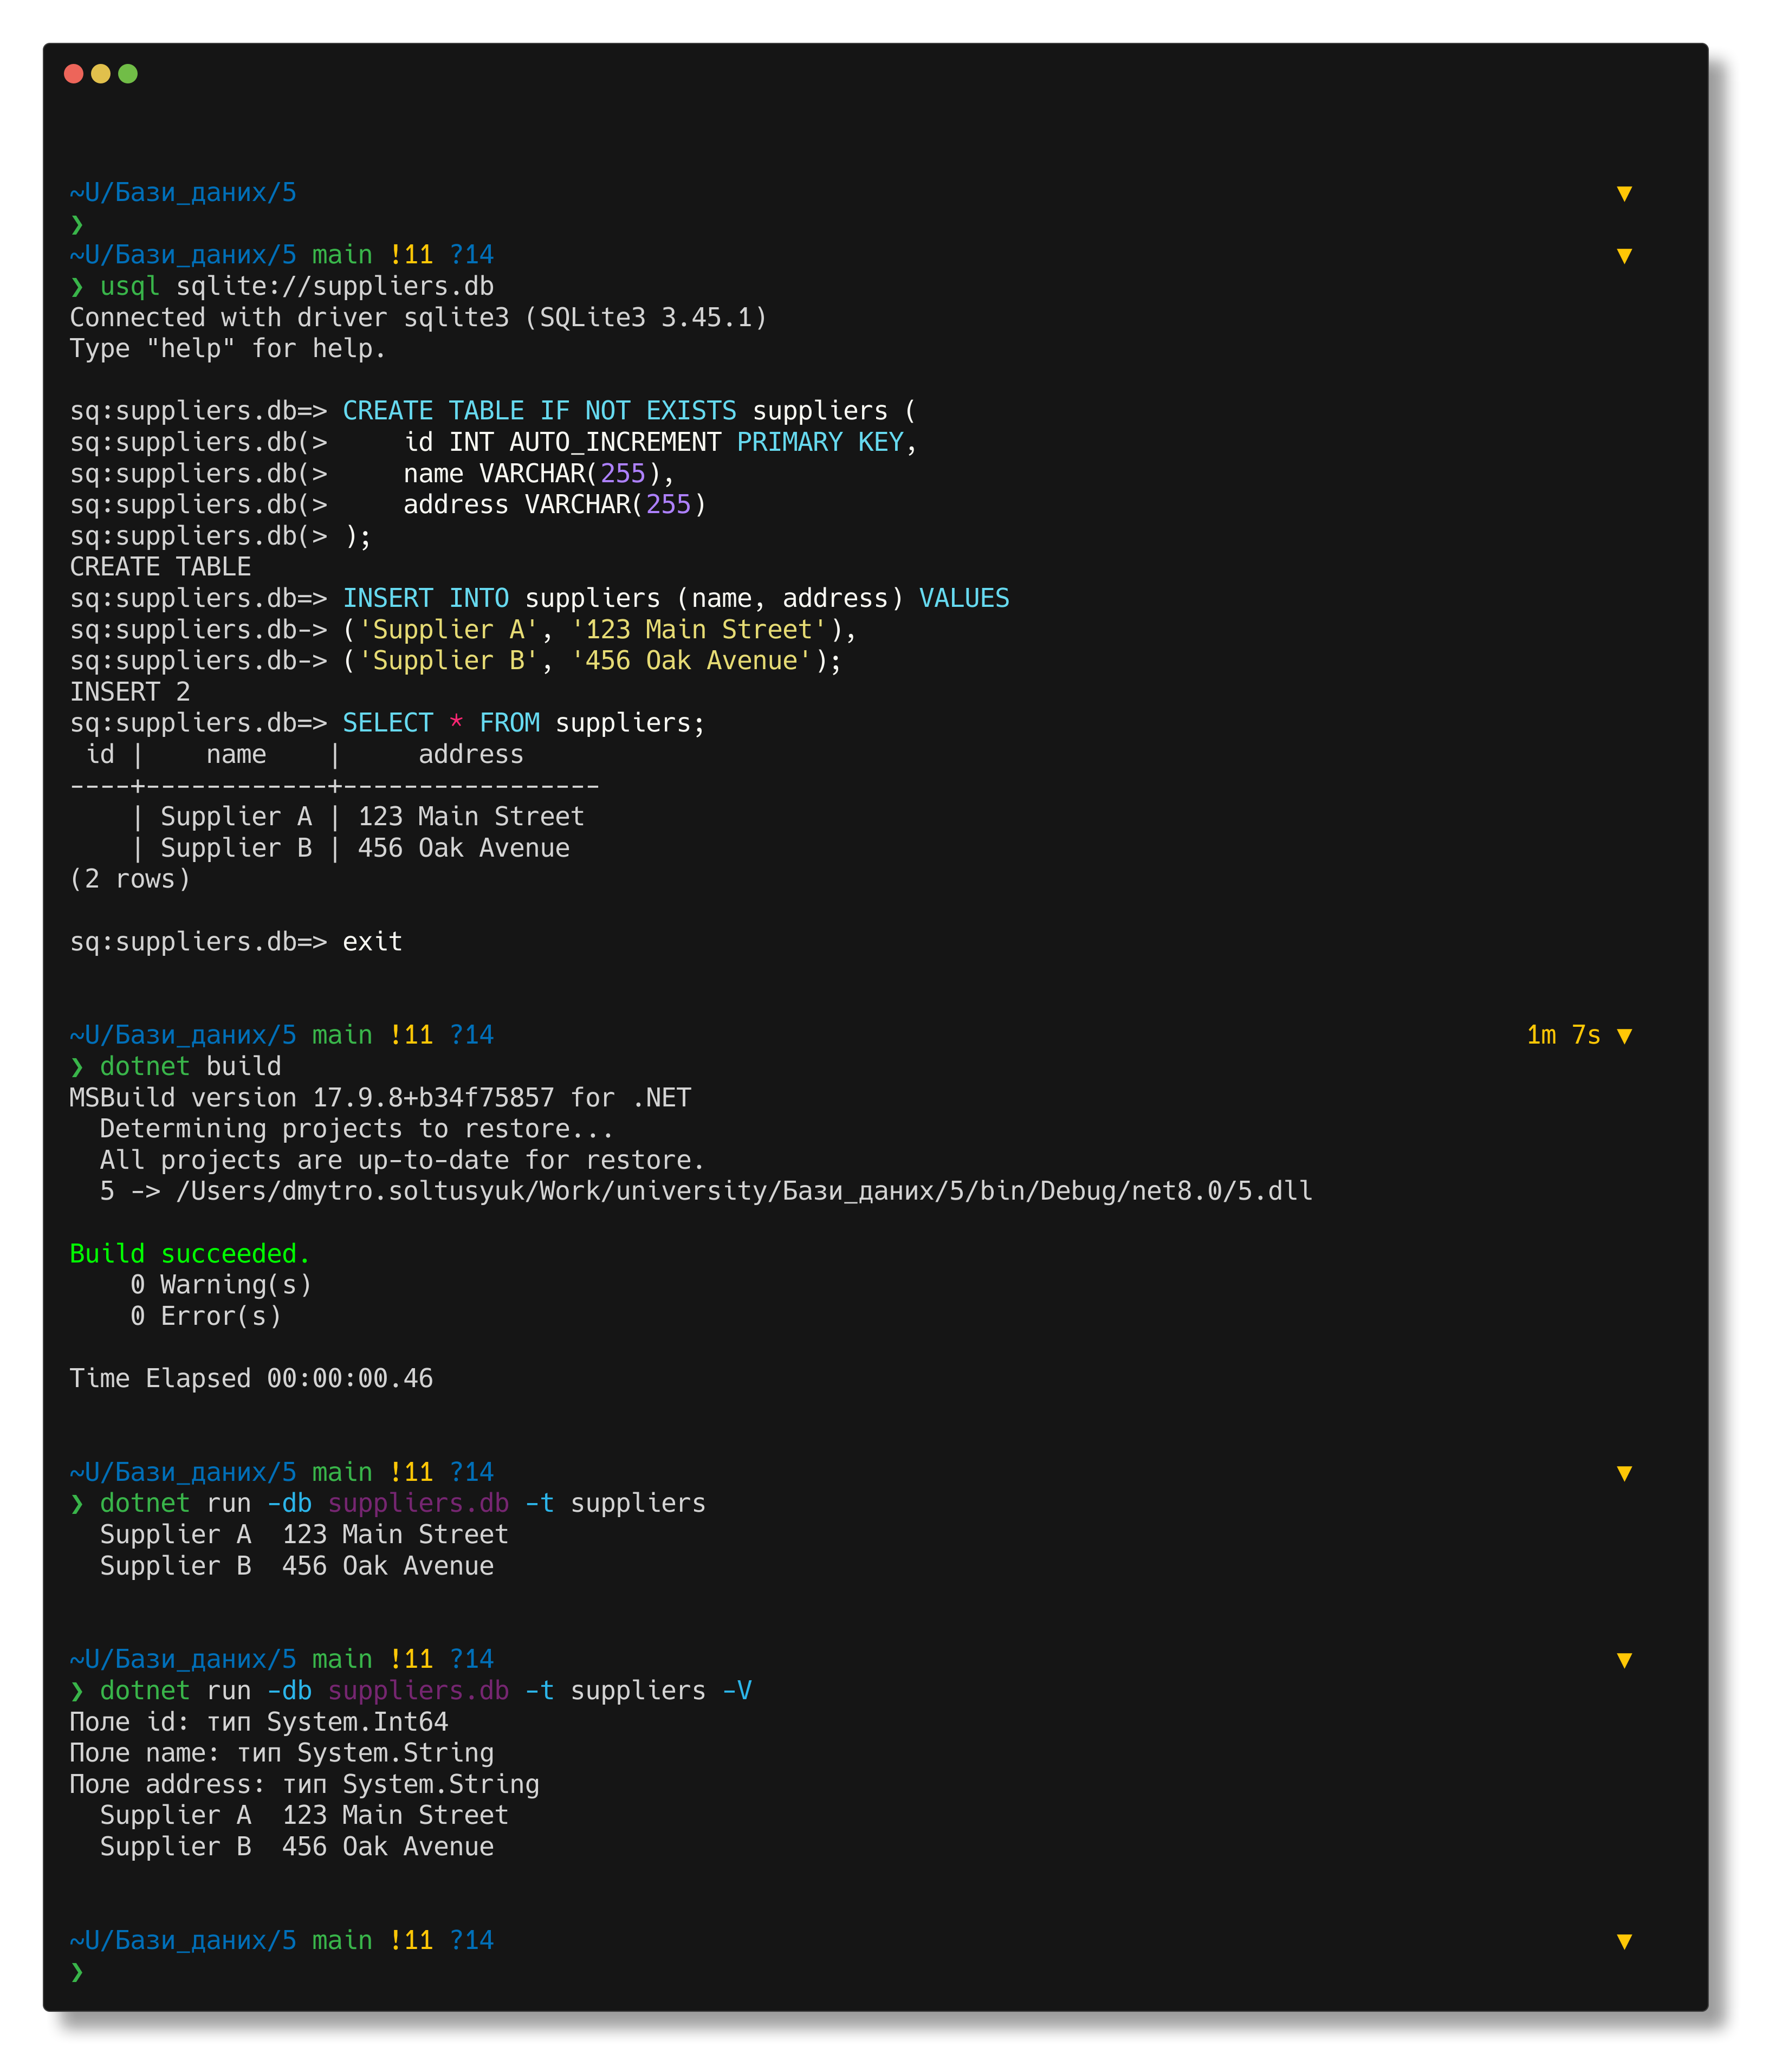 ~U/Бази_даних/5 ▼
❯
~U/Бази_даних/5 main !11 ?14 ▼
❯ usql sqlite://suppliers.db
Connected with driver sqlite3 (SQLite3 3.45.1)
Type "help" for help.
sq:suppliers.db=> CREATE TABLE IF NOT EXISTS suppliers (
sq:suppliers.db(>     id INT AUTO_INCREMENT PRIMARY KEY,
sq:suppliers.db(>     name VARCHAR(255),
sq:suppliers.db(>     address VARCHAR(255)
sq:suppliers.db(> );
CREATE TABLE
sq:suppliers.db=> INSERT INTO suppliers (name, address) VALUES
sq:suppliers.db-> ('Supplier A', '123 Main Street'),
sq:suppliers.db-> ('Supplier B', '456 Oak Avenue');
INSERT 2
sq:suppliers.db=> SELECT * FROM suppliers;
 id |    name    |     address
----+------------+-----------------
    | Supplier A | 123 Main Street
    | Supplier B | 456 Oak Avenue
(2 rows)
sq:suppliers.db=> exit
~U/Бази_даних/5 main !11 ?14 1m 7s ▼
❯ dotnet build
MSBuild version 17.9.8+b34f75857 for .NET
  Determining projects to restore...
  All projects are up-to-date for restore.
  5 -> /Users/dmytro.soltusyuk/Work/university/Бази_даних/5/bin/Debug/net8.0/5.dll
Build succeeded.
    0 Warning(s)
    0 Error(s)
Time Elapsed 00:00:00.46
~U/Бази_даних/5 main !11 ?14 ▼
❯ dotnet run -db suppliers.db -t suppliers
  Supplier A  123 Main Street
  Supplier B  456 Oak Avenue
~U/Бази_даних/5 main !11 ?14 ▼
❯ dotnet run -db suppliers.db -t suppliers -V
Поле id: тип System.Int64
Поле name: тип System.String
Поле address: тип System.String
  Supplier A  123 Main Street
  Supplier B  456 Oak Avenue
~U/Бази_даних/5 main !11 ?14 ▼
❯